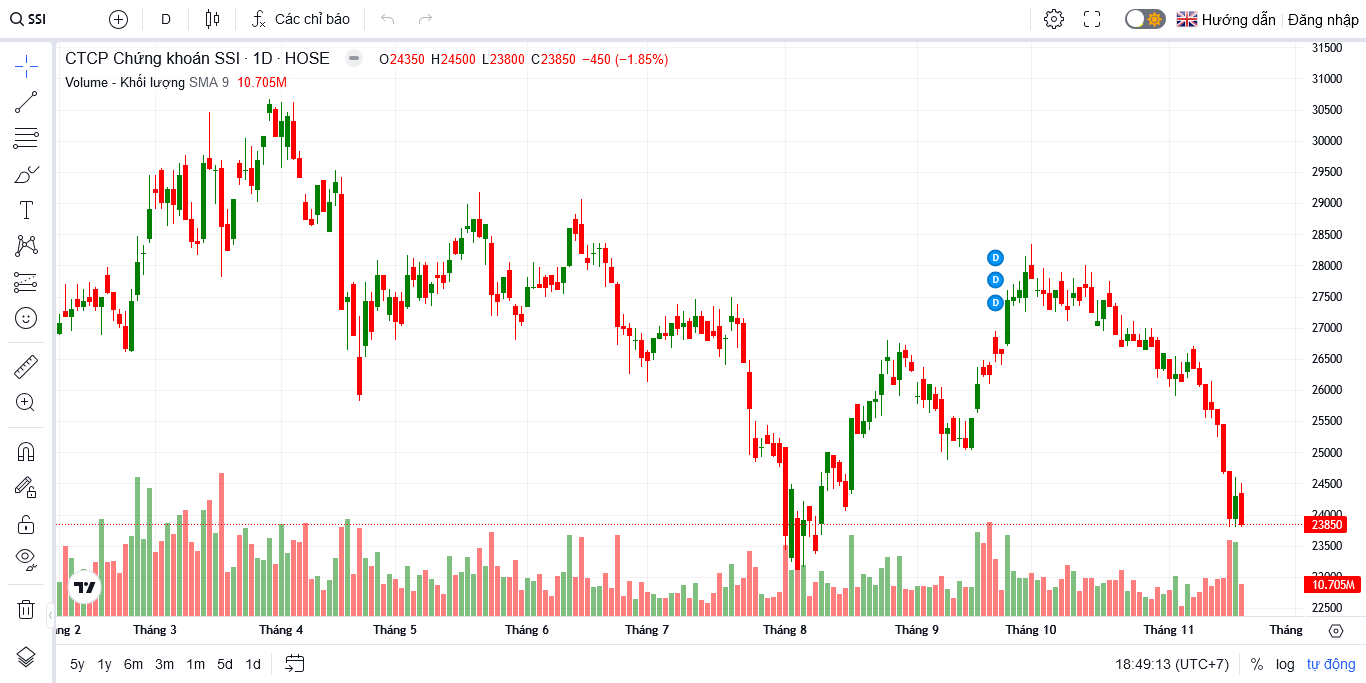 SSI D Các chỉ báo Hướng dẫn Đăng nhập
CTCP Chứng khoán SSI · 1D · HOSE O24350 H24500 L23800 C23850 −450 (−1.85%)
Volume - Khối lượng SMA 9 10.705M
31500
31000
30500
30000
29500
29000
28500
28000
27500
27000
26500
26000
25500
25000
24500
24000
23850
23500
23000
10.705M
22500
D
D
D
ng 2 Tháng 3 Tháng 4 Tháng 5 Tháng 6 Tháng 7 Tháng 8 Tháng 9 Tháng 10 Tháng 11 Tháng
5y 1y 6m 3m 1m 5d 1d 18:49:13 (UTC+7) % log tự động